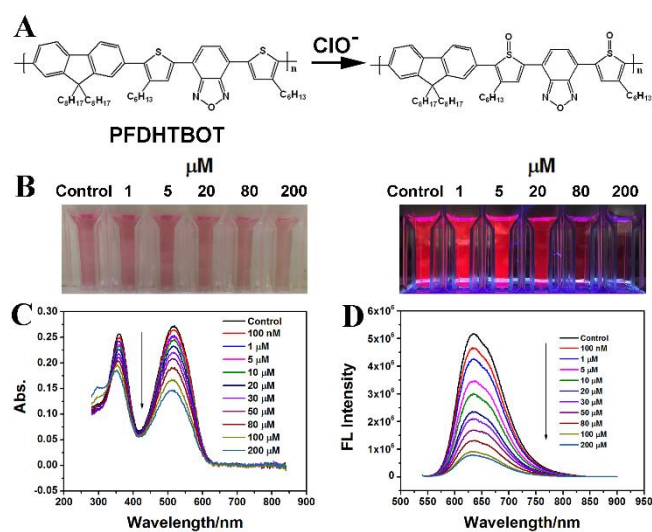 A
ClO⁻
S
S
O
S
O
S
n
n
C₈H₁₇ C₈H₁₇
C₆H₁₃
N O N
C₆H₁₃
C₈H₁₇ C₈H₁₇
C₆H₁₃
N O N
C₆H₁₃
PFDHTBOT
B
μM
Control 1 5 20 80 200
μM
Control 1 5 20 80 200
C
0.30
0.25
0.20
0.15
0.10
0.05
0.00
-0.05
Abs.
Control
100 nM
1 μM
5 μM
10 μM
20 μM
30 μM
50 μM
80 μM
100 μM
200 μM
200 300 400 500 600 700 800 900
Wavelength/nm
D
6x10⁵
5x10⁵
4x10⁵
3x10⁵
2x10⁵
1x10⁵
0
FL Intensity
Control
100 nM
1 μM
5 μM
10 μM
20 μM
30 μM
50 μM
80 μM
100 μM
200 μM
500 550 600 650 700 750 800 850 900 950
Wavelength/nm